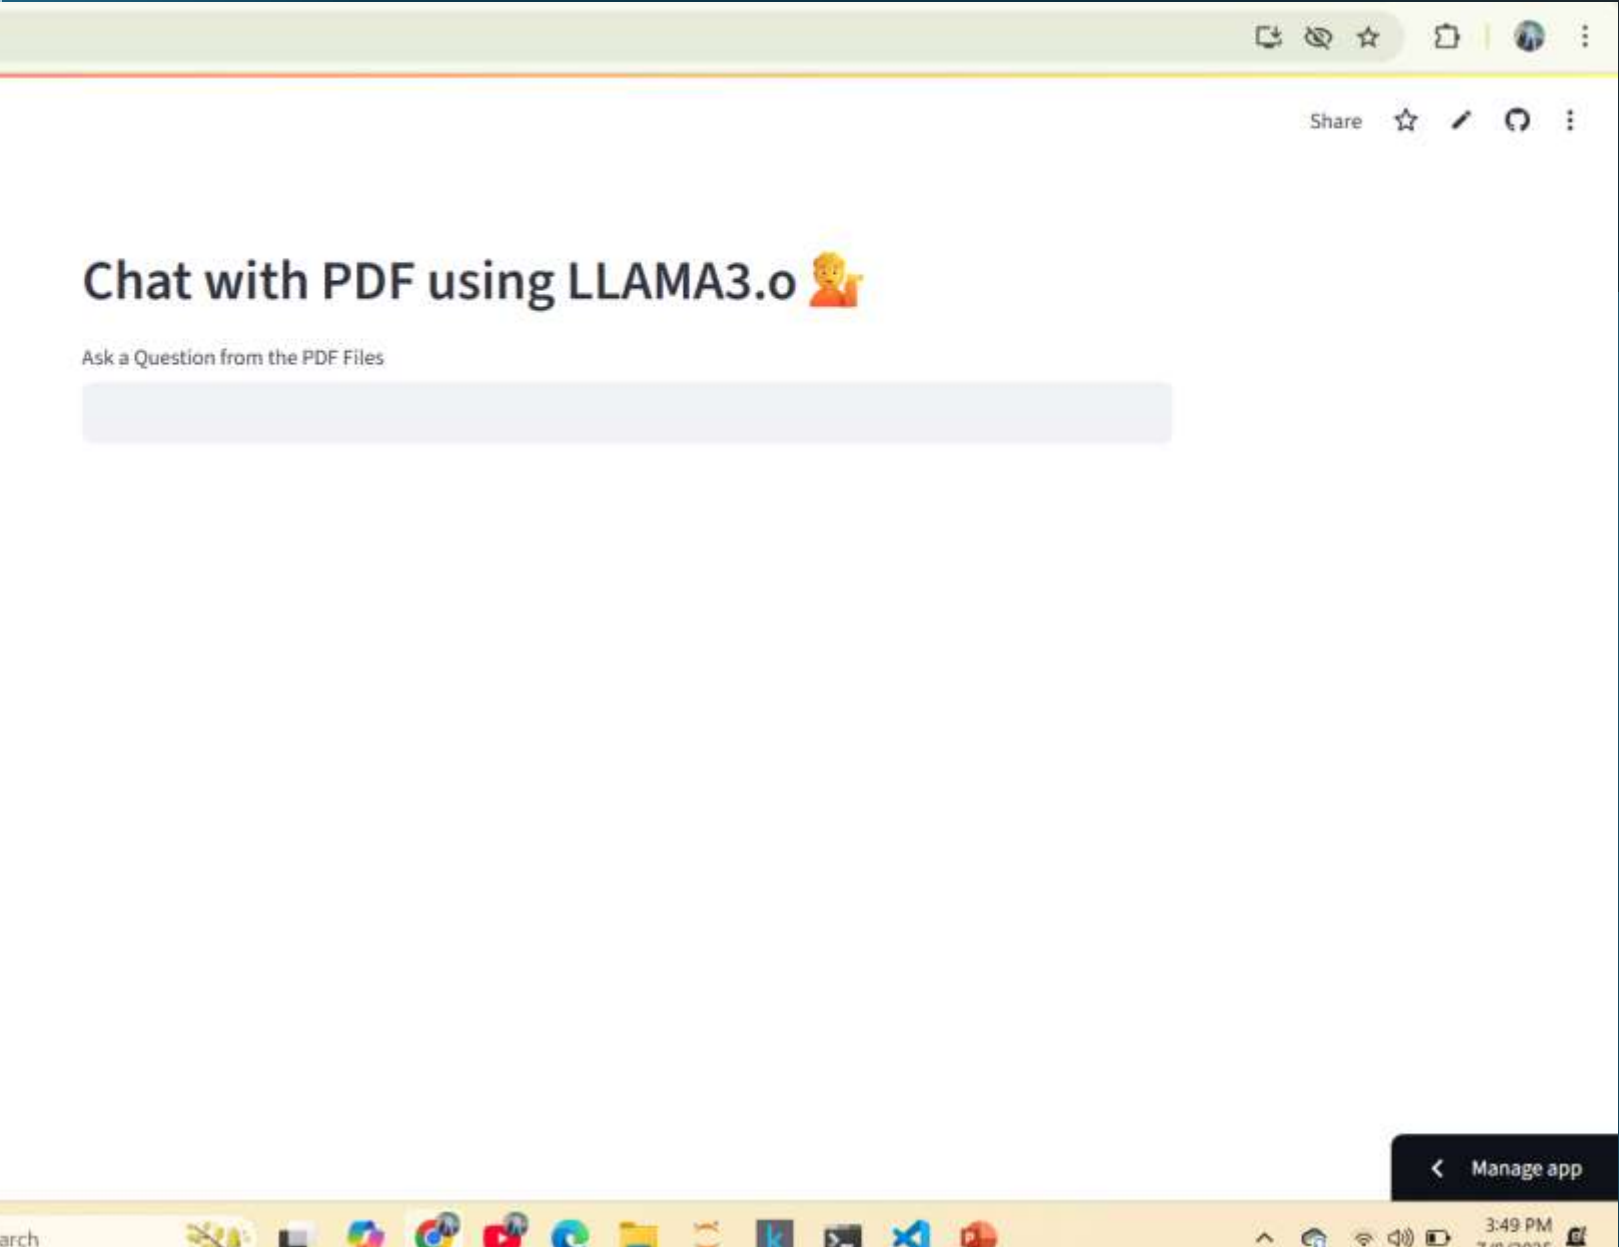 Share
Chat with PDF using LLAMA3.o 💁
Ask a Question from the PDF Files
Manage app
arch
3:49 PM